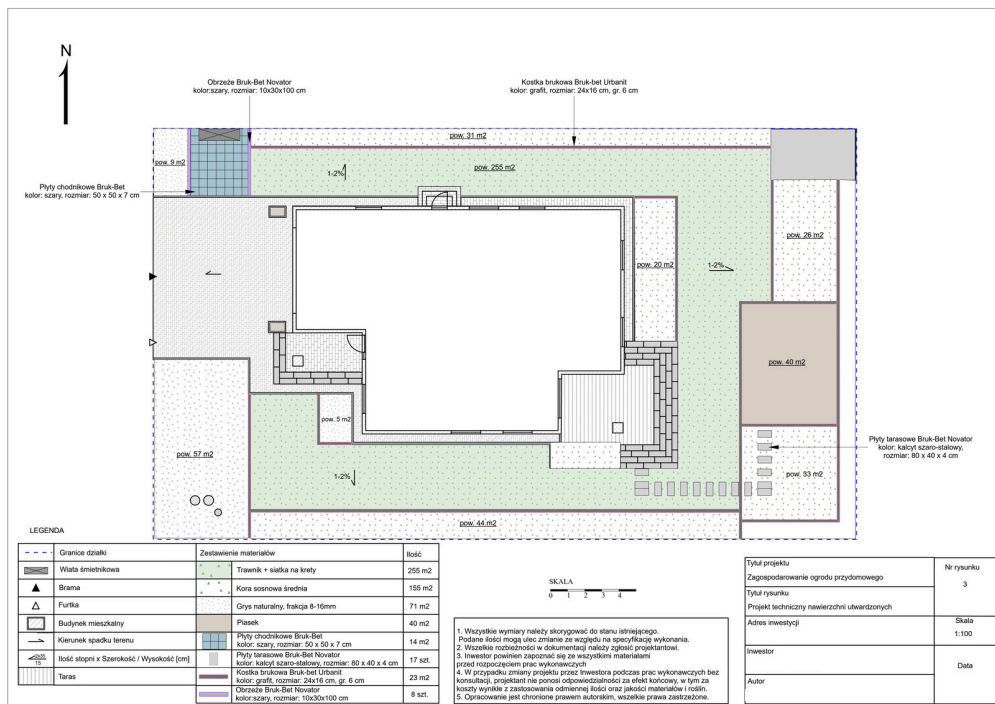 N
Obrzeże Bruk-Bet Novator
kolor:szary, rozmiar: 10x30x100 cm
Kostka brukowa Bruk-bet Urbanit
kolor: grafit, rozmiar: 24x16 cm, gr. 6 cm
pow. 31 m2
pow. 9 m2
pow. 255 m2
1-2%
Płyty chodnikowe Bruk-Bet
kolor: szary, rozmiar: 50 x 50 x 7 cm
pow. 26 m2
pow. 20 m2
1-2%
pow. 40 m2
pow. 5 m2
Płyty tarasowe Bruk-Bet Novator
kolor: kalcyt szaro-stalowy,
rozmiar: 80 x 40 x 4 cm
pow. 57 m2
pow. 33 m2
1-2%
pow. 44 m2
LEGENDA
Granice działki
Wiata śmietnikowa
Brama
Furtka
Budynek mieszkalny
Kierunek spadku terenu
2x35
15
Ilość stopni x Szerokość / Wysokość [cm]
Taras
Zestawienie materiałów
Ilość
Trawnik + siatka na krety
255 m2
Kora sosnowa średnia
155 m2
Grys naturalny, frakcja 8-16mm
71 m2
Piasek
40 m2
Płyty chodnikowe Bruk-Bet
kolor: szary, rozmiar: 50 x 50 x 7 cm
14 m2
Płyty tarasowe Bruk-Bet Novator
kolor: kalcyt szaro-stalowy, rozmiar: 80 x 40 x 4 cm
17 szt.
Kostka brukowa Bruk-bet Urbanit
kolor: grafit, rozmiar: 24x16 cm, gr. 6 cm
23 m2
Obrzeże Bruk-Bet Novator
kolor:szary, rozmiar: 10x30x100 cm
8 szt.
SKALA
0 1 2 3 4
1. Wszystkie wymiary należy skorygować do stanu istniejącego.
Podane ilości mogą ulec zmianie ze względu na specyfikę wykonania.
2. Wszelkie rozbieżności w dokumentacji należy zgłosić projektantowi.
3. Inwestor powinien zapoznać się ze wszystkimi materiałami
przed rozpoczęciem prac wykonawczych
4. W przypadku zmiany projektu przez Inwestora podczas prac wykonawczych bez
konsultacji, projektant nie ponosi odpowiedzialności za efekt końcowy, w tym za
koszty wynikłe z zastosowania odmiennej ilości oraz jakości materiałów i roślin.
5. Opracowanie jest chronione prawem autorskim, wszelkie prawa zastrzeżone.
Tytuł projektu
Zagospodarowanie ogrodu przydomowego
Tytuł rysunku
Projekt techniczny nawierzchni utwardzonych
Adres inwestycji
Inwestor
Autor
Nr rysunku
3
Skala
1:100
Data